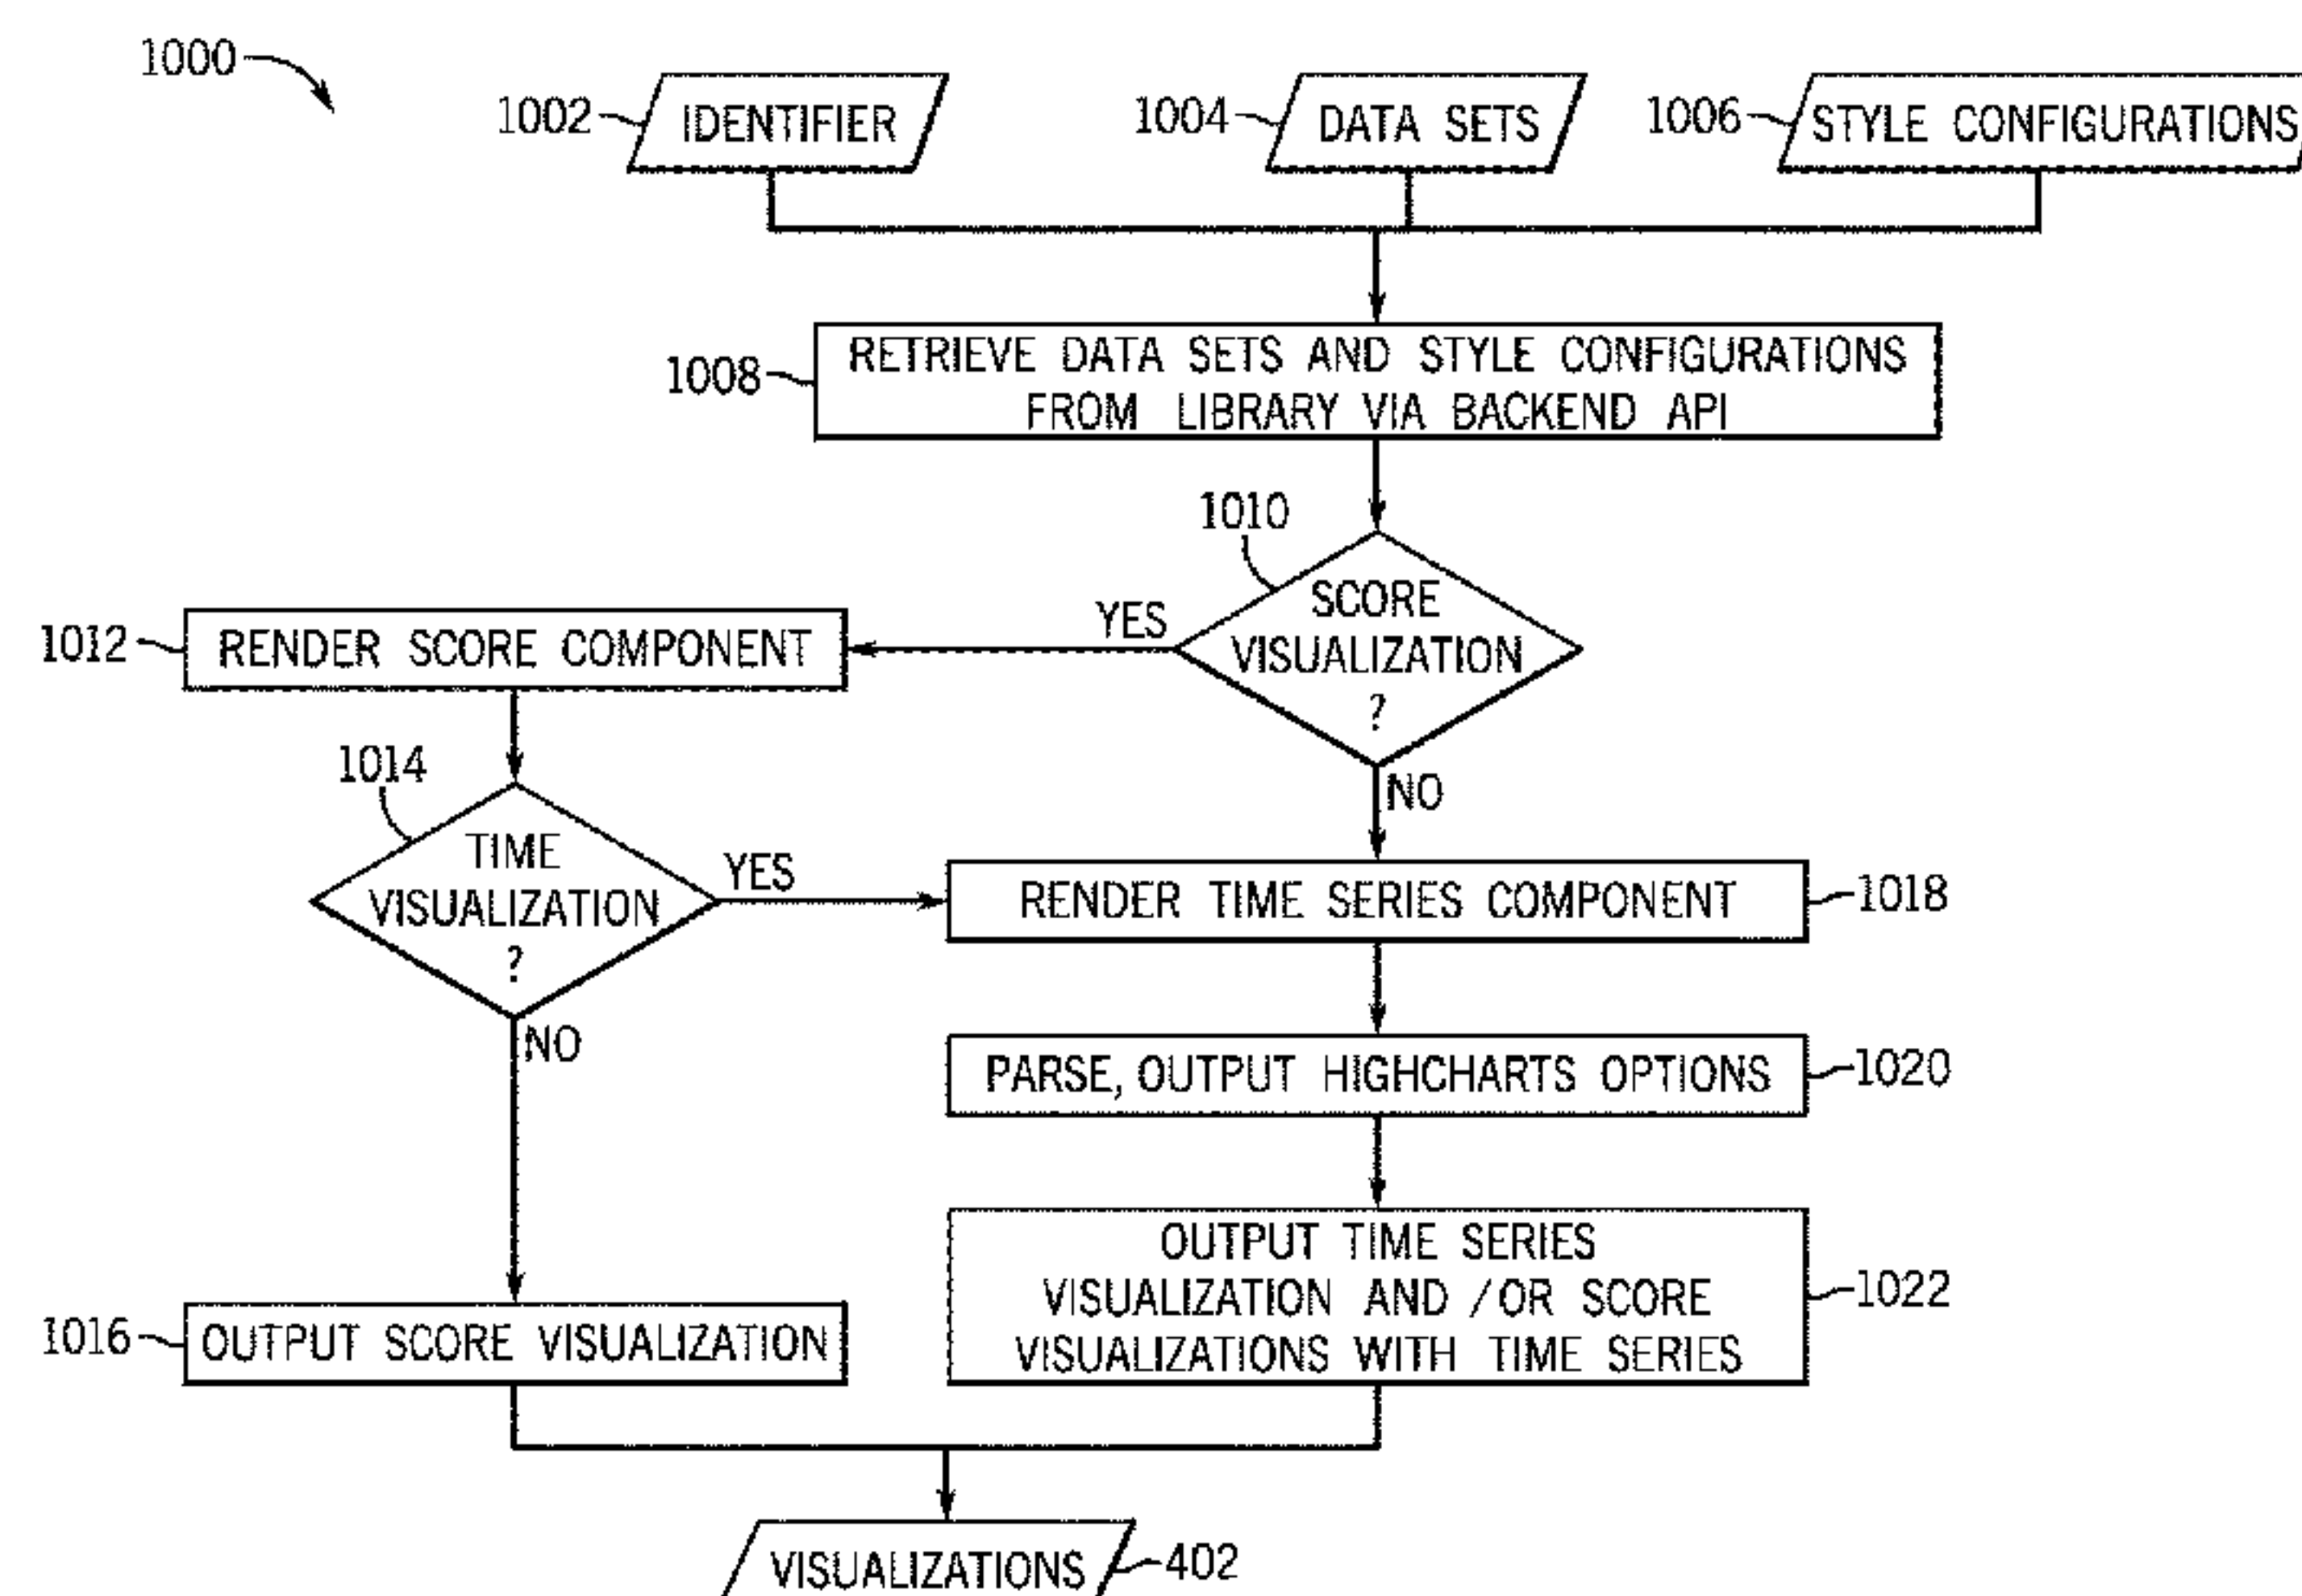 1000
1002
IDENTIFIER
1004
DATA SETS
1006
STYLE CONFIGURATIONS
1008
RETRIEVE DATA SETS AND STYLE CONFIGURATIONS
FROM LIBRARY VIA BACKEND API
1010
SCORE
VISUALIZATION
?
YES
NO
1012
RENDER SCORE COMPONENT
1014
TIME
VISUALIZATION
?
YES
NO
RENDER TIME SERIES COMPONENT
1018
PARSE, OUTPUT HIGHCHARTS OPTIONS
1020
1016
OUTPUT SCORE VISUALIZATION
OUTPUT TIME SERIES
VISUALIZATION AND /OR SCORE
VISUALIZATIONS WITH TIME SERIES
1022
VISUALIZATIONS
402